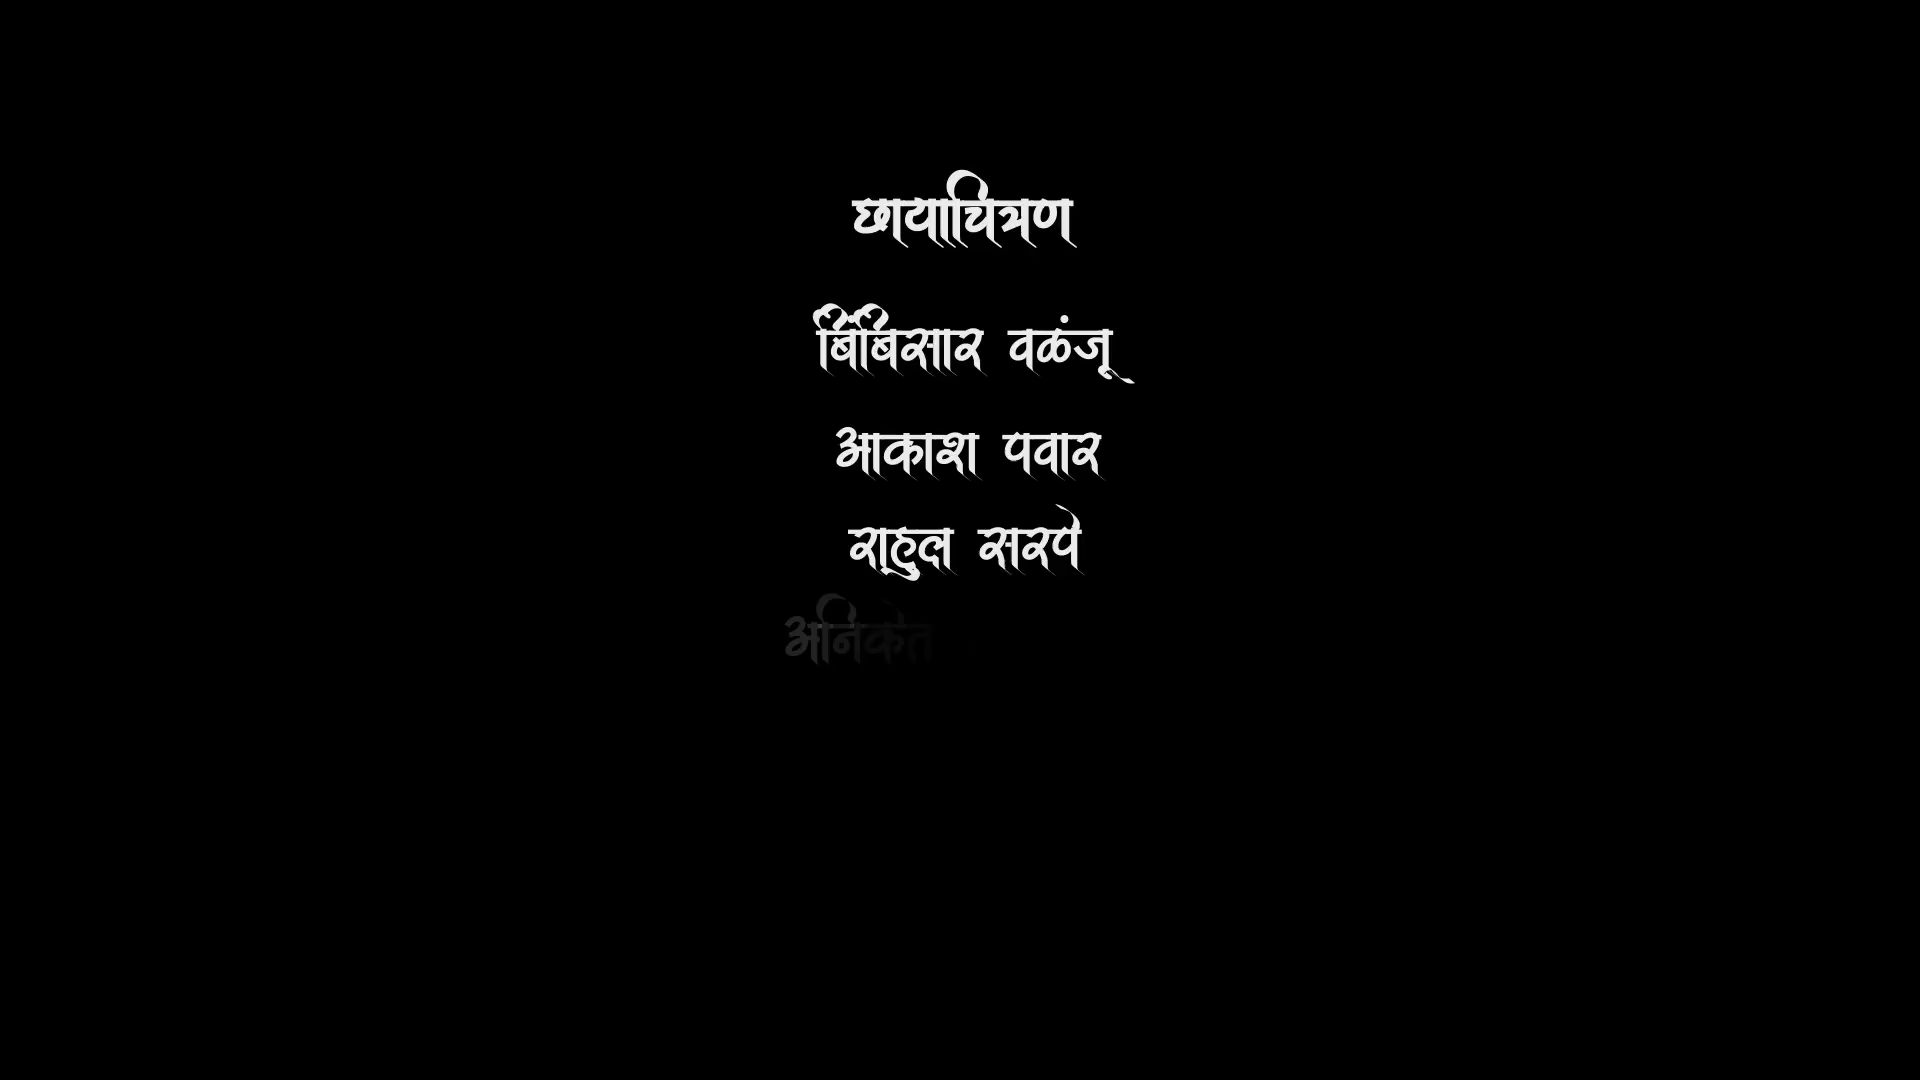 छायाचित्रण
बिंबिसार वळंजू
आकाश पवार
राहुल सरपे
अनिकेत